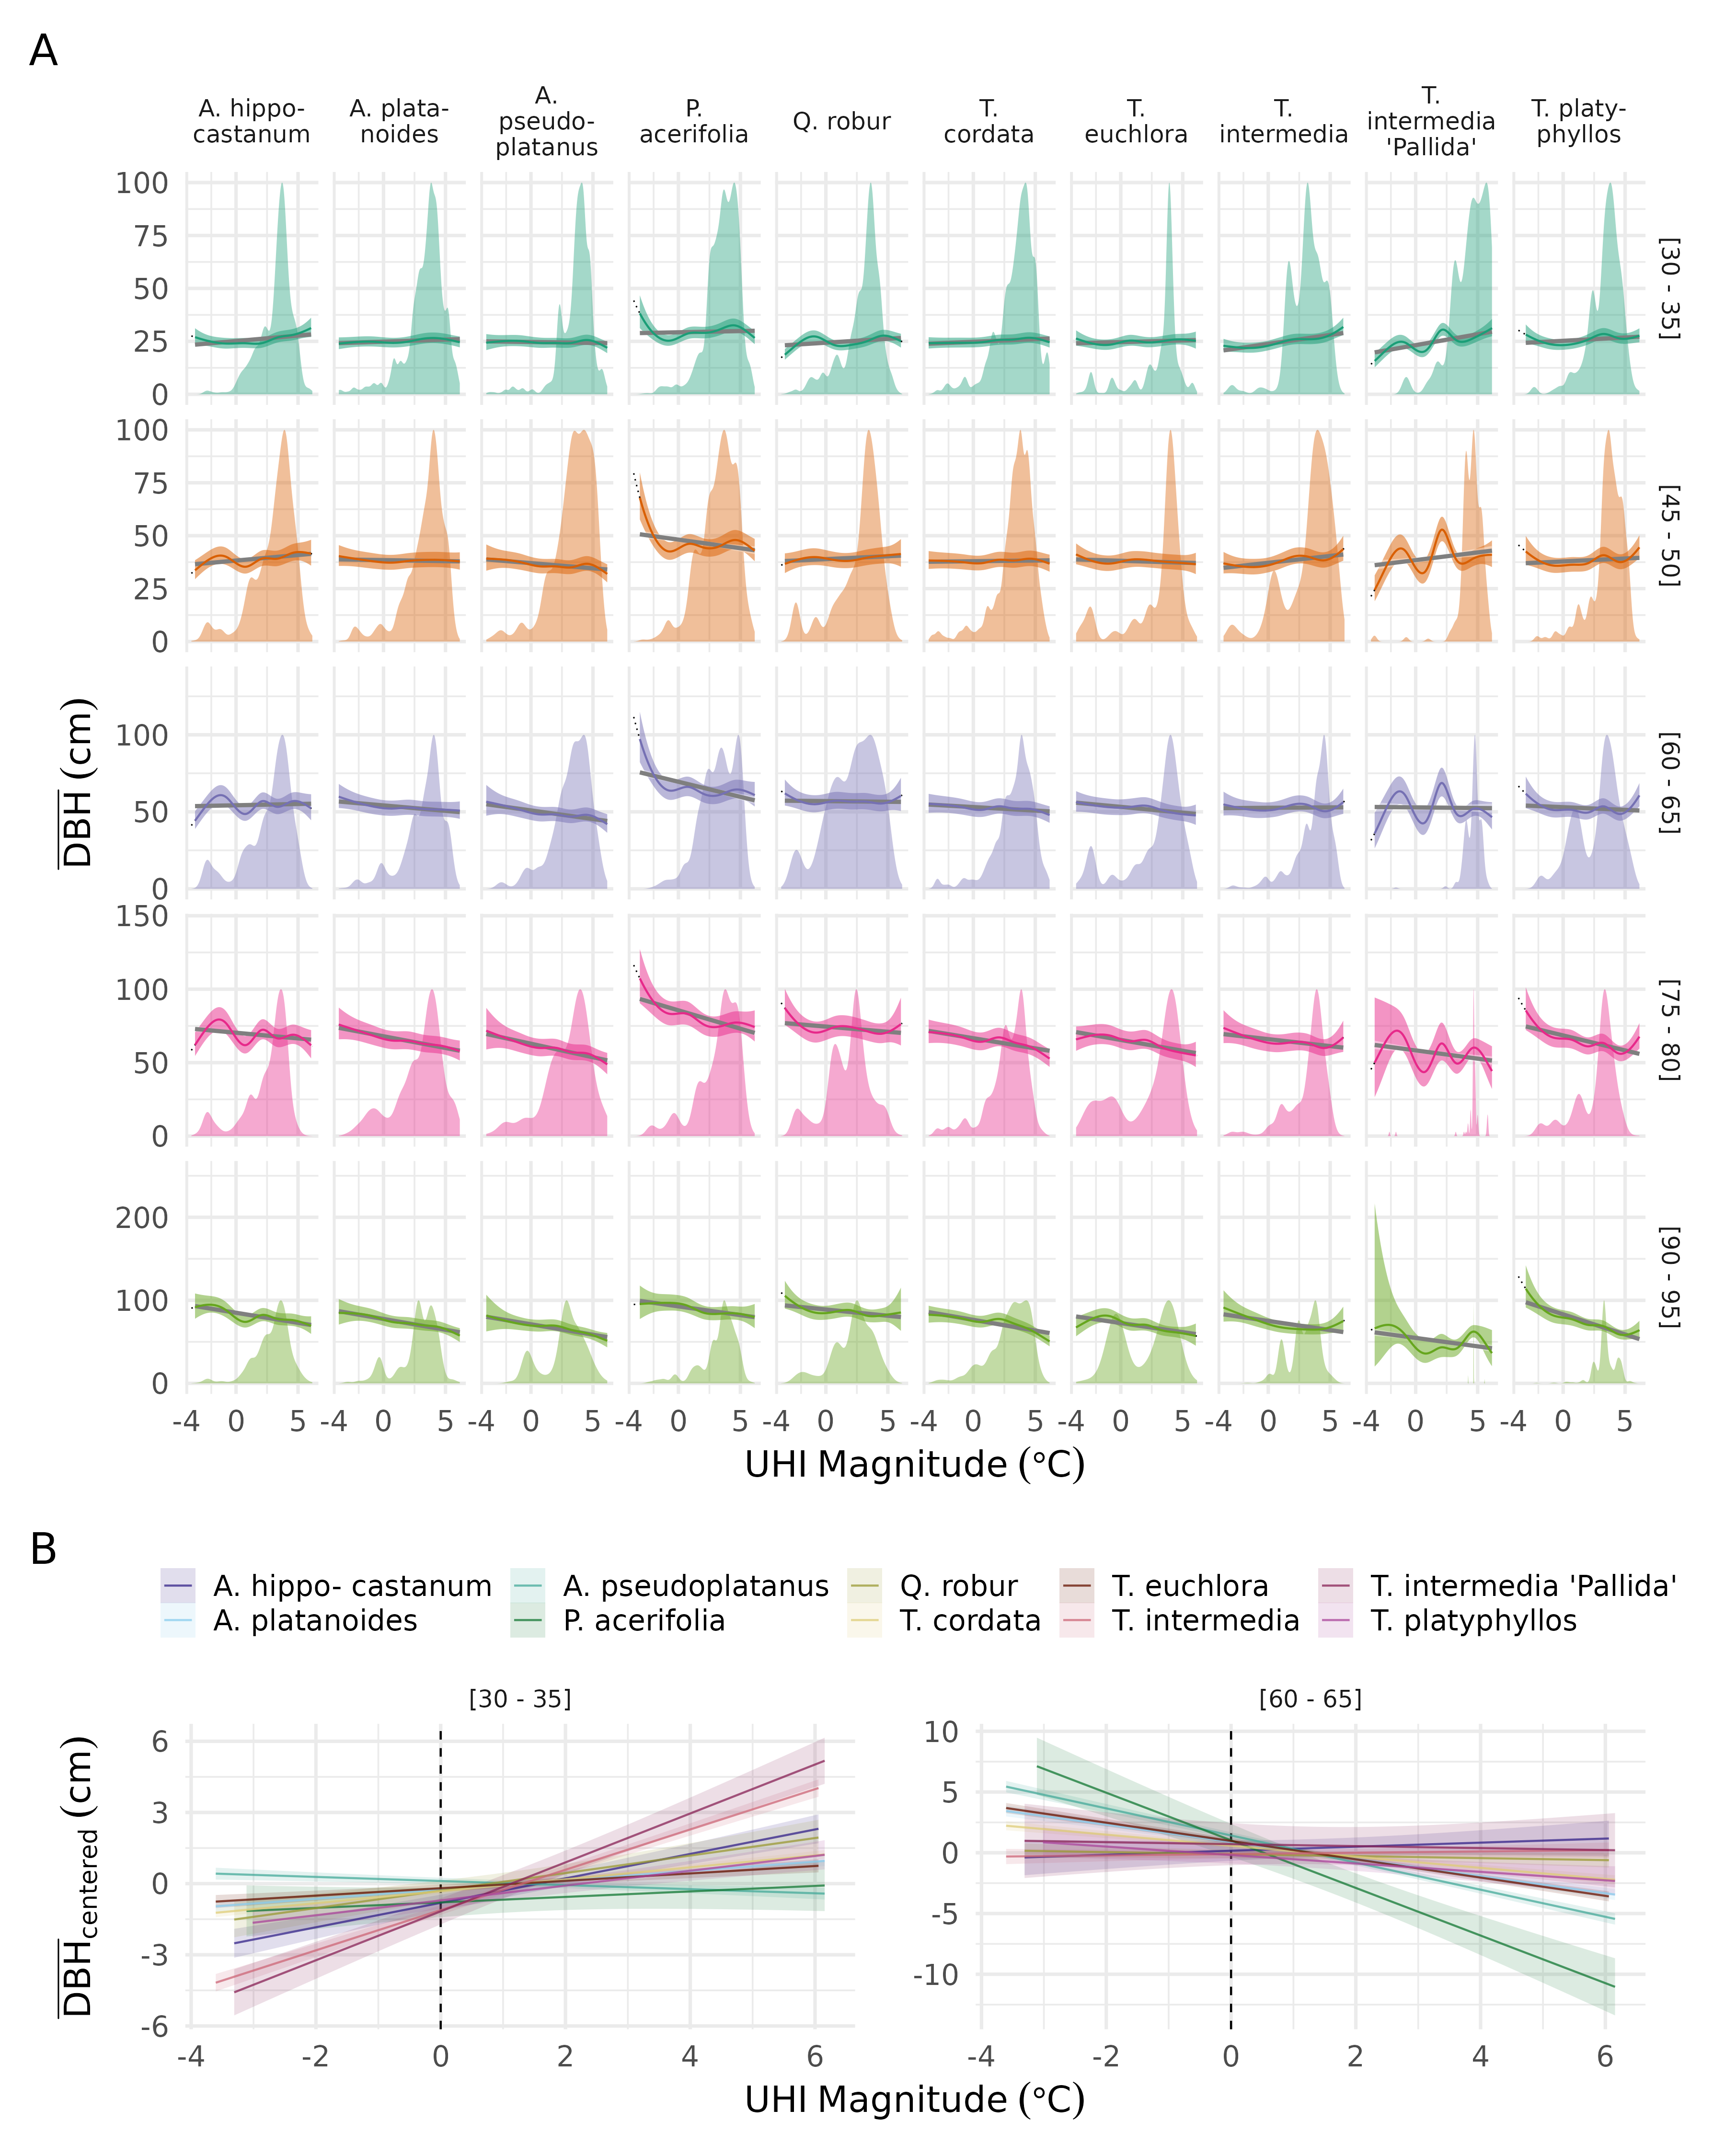 A
A. hippo-
castanum
A. plata-
noides
A.
pseudo-
platanus
P.
acerifolia
Q. robur
T.
cordata
T.
euchlora
T.
intermedia
T.
intermedia
'Pallida'
T. platy-
phyllos
100
75
50
25
0
[30 - 35]
100
75
50
25
0
[45 - 50]
100
50
0
[60 - 65]
150
100
50
0
[75 - 80]
200
100
0
[90 - 95]
DBH (cm)
-4 0 5 -4 0 5 -4 0 5 -4 0 5 -4 0 5 -4 0 5 -4 0 5 -4 0 5 -4 0 5 -4 0 5
UHI Magnitude (°C)
B
A. hippo- castanum A. pseudoplatanus Q. robur T. euchlora T. intermedia 'Pallida'
A. platanoides P. acerifolia T. cordata T. intermedia T. platyphyllos
[30 - 35] [60 - 65]
DBHcentered (cm)
6
3
0
-3
-6
10
5
0
-5
-10
-4 -2 0 2 4 6 -4 -2 0 2 4 6
UHI Magnitude (°C)